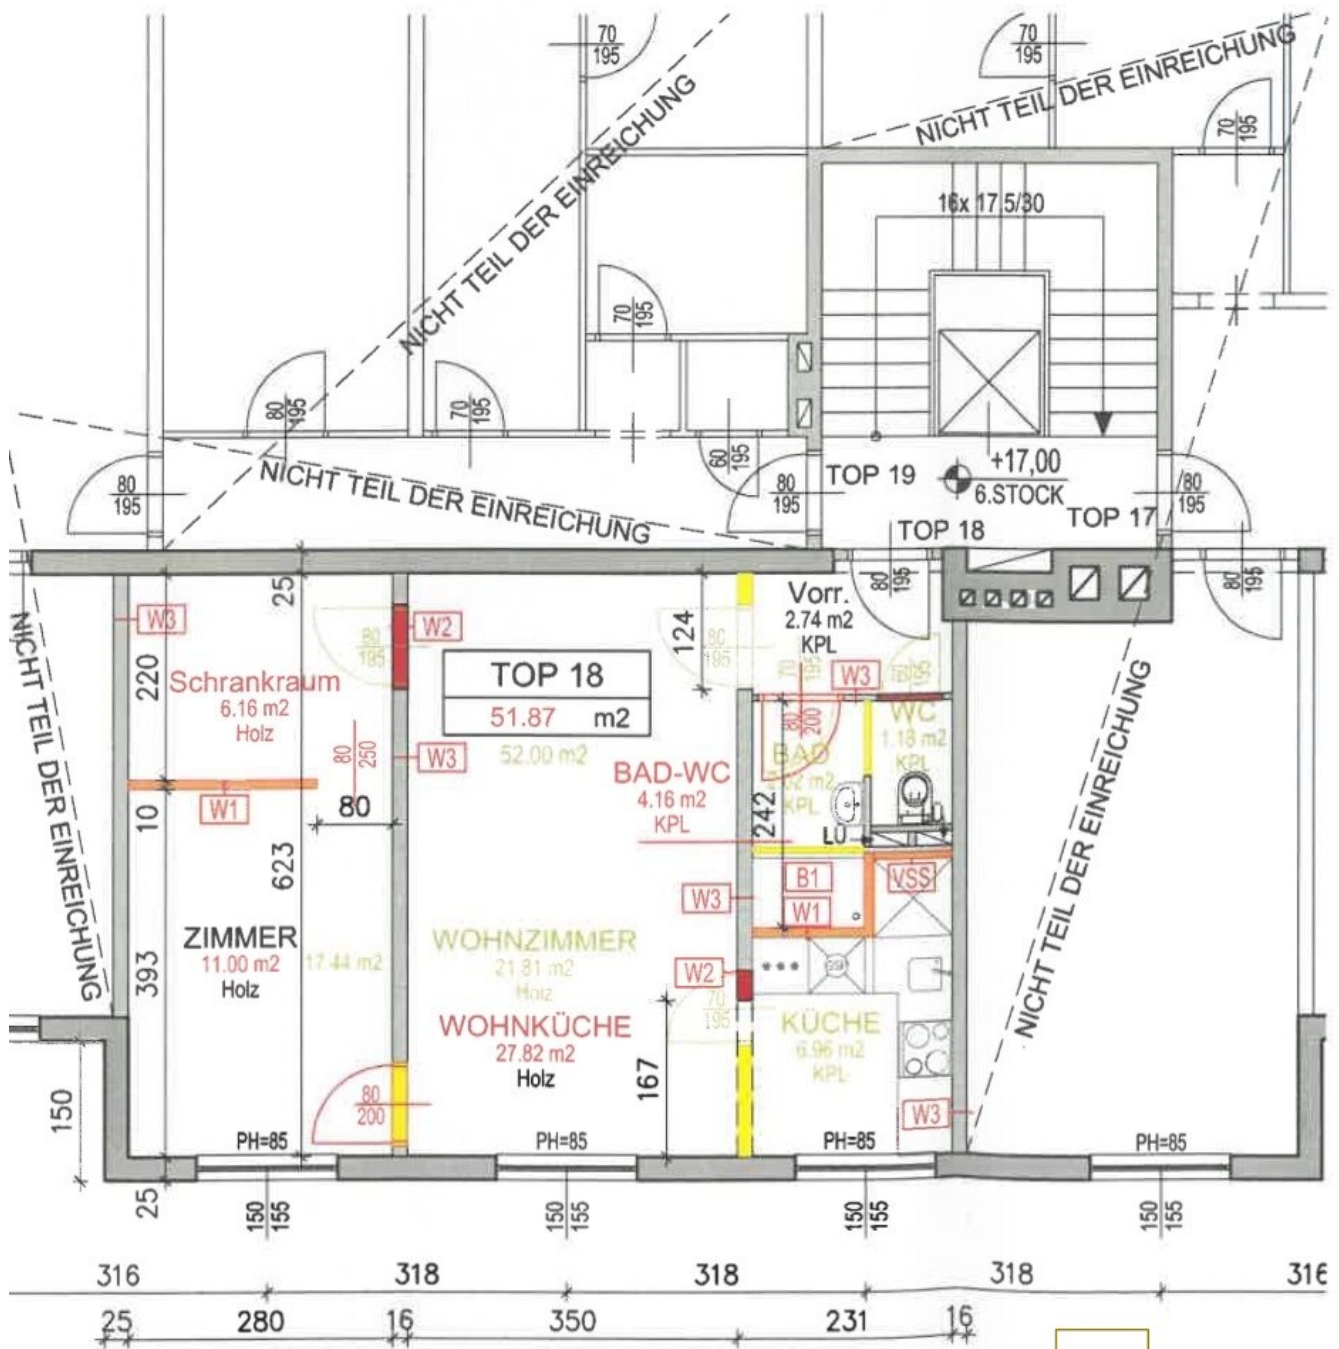 70
195
70
195
NICHT TEIL DER EINREICHUNG
70
195
NICHT TEIL DER EINREICHUNG
16x 17,5/30
70
195
80
195
70
195
60
195
80
195
NICHT TEIL DER EINREICHUNG
80
195
TOP 19
+17,00
6.STOCK
TOP 18
TOP 17
80
195
80
195
80
195
25
W3
W2
80
195
124
80
195
Vorr.
2.74 m2
KPL
70
195
W3
NICHT TEIL DER EINREICHUNG
220
Schrankraum
6.16 m2
Holz
TOP 18
51.87 m2
52.00 m2
80
200
WC
1.18 m2
KPL
80
250
W3
BAD-WC
4.16 m2
KPL
BAD
KPL
W1
80
10
623
242
LÜ
B1
VSS
W3
W1
ZIMMER
11.00 m2
Holz
17.44 m2
WOHNZIMMER
21.81 m2
Holz
393
W2
70
195
WOHNKÜCHE
27.82 m2
Holz
KÜCHE
6.96 m2
KPL
NICHT TEIL DER EINREICHUNG
150
80
200
167
W3
PH=85
PH=85
PH=85
PH=85
25
150
155
150
155
150
155
150
155
316
318
318
318
316
25
280
16
350
231
16